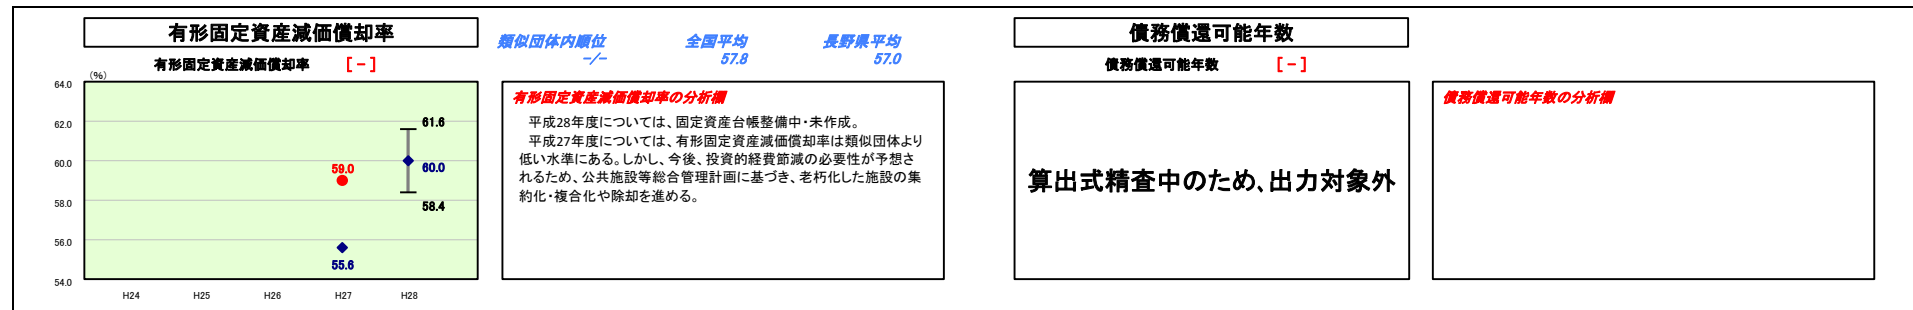 有形固定資産減価償却率
有形固定資産減価償却率 [-]
類似団体内順位 全国平均 長野県平均
-/- 57.8 57.0
(%)
64.0
62.0
60.0
58.0
56.0
54.0
61.6
59.0
60.0
58.4
55.6
H24 H25 H26 H27 H28
有形固定資産減価償却率の分析欄
平成28年度については、固定資産台帳整備中・未作成。
平成27年度については、有形固定資産減価償却率は類似団体より
低い水準にある。しかし、今後、投資的経費節減の必要性が予想さ
れるため、公共施設等総合管理計画に基づき、老朽化した施設の集
約化・複合化や除却を進める。
債務償還可能年数
債務償還可能年数 [-]
算出式精査中のため、出力対象外
債務償還可能年数の分析欄